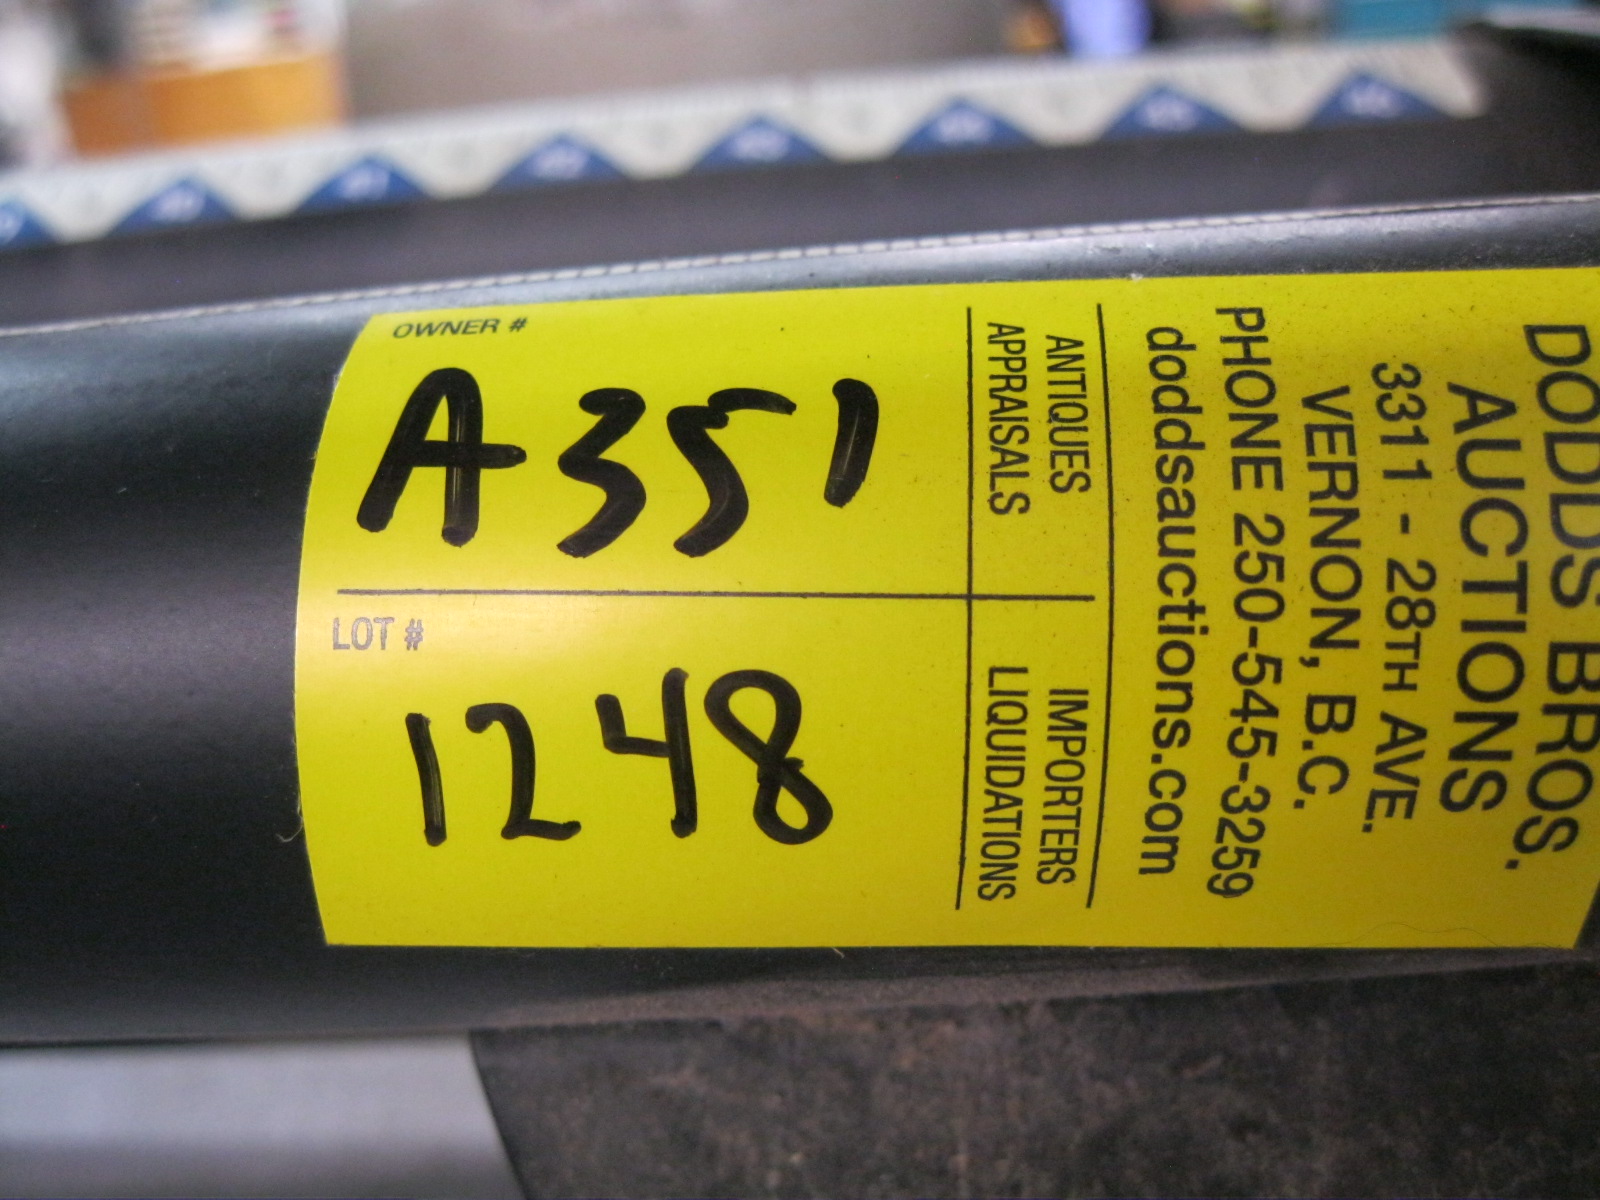 OWNER #
A351
LOT #
1248
DODDS BROS.
AUCTIONS
3311 - 28TH AVE.
VERNON, B.C.
PHONE 250-545-3259
doddsauctions.com
ANTIQUES IMPORTERS
APPRAISALS LIQUIDATIONS